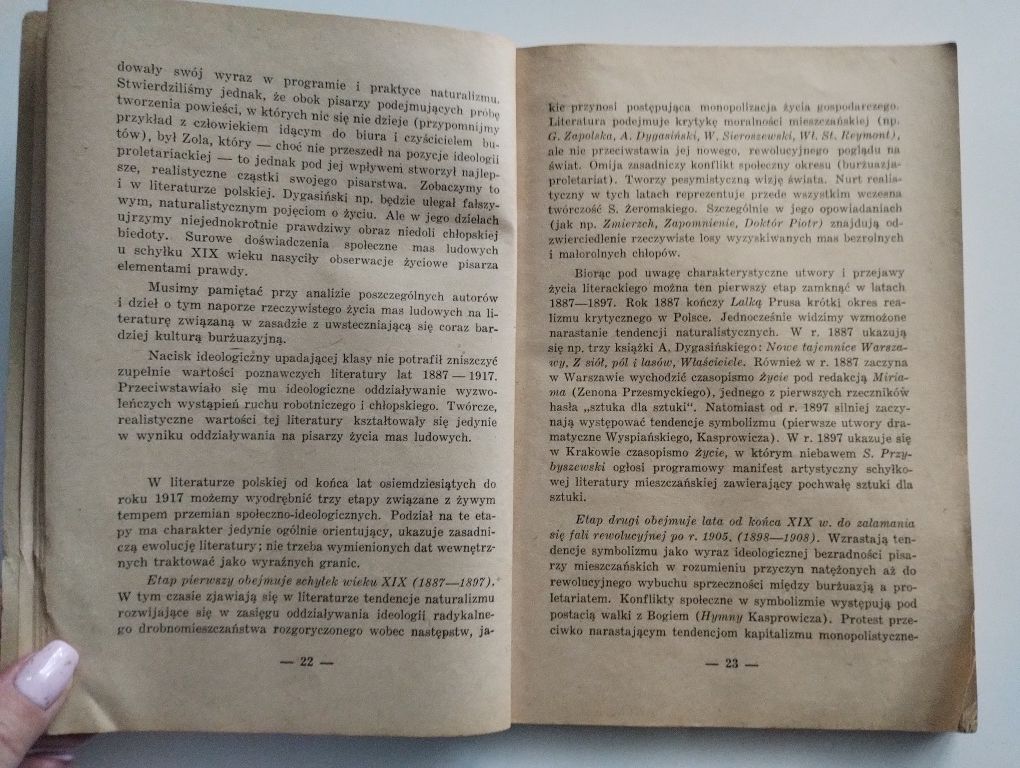 dowały swój wyraz w programie i praktyce naturalizmu.
Stwierdziliśmy jednak, że obok pisarzy podejmujących próbę
tworzenia powieści, w których nic się nie dzieje (przypomnijmy
przykład z człowiekiem idącym do biura i czyścicielem bu-
tów), był Zola, który — choć nie przeszedł na pozycje ideologii
proletariackiej — to jednak pod jej wpływem stworzył najlep-
sze, realistyczne cząstki swojego pisarstwa. Zobaczymy to
i w literaturze polskiej. Dygasiński np. będzie ulegał fałszy-
wym, naturalistycznym pojęciom o życiu. Ale w jego dziełach
ujrzymy niejednokrotnie prawdziwy obraz niedoli chłopskiej
biedoty. Surowe doświadczenia społeczne mas ludowych
u schyłku XIX wieku nasyciły obserwacje życiowe pisarza
elementami prawdy.
Musimy pamiętać przy analizie poszczególnych autorów
i dzieł o tym naporze rzeczywistego życia mas ludowych na li-
teraturę związaną w zasadzie z uwsteczniającą się coraz bar-
dziej kulturą burżuazyjną.
Nacisk ideologiczny upadającej klasy nie potrafił zniszczyć
zupełnie wartości poznawczych literatury lat 1887 — 1917.
Przeciwstawiało się mu ideologiczne oddziaływanie wyzwo-
leńczych wystąpień ruchu robotniczego i chłopskiego. Twórcze,
realistyczne wartości tej literatury kształtowały się jedynie
w wyniku oddziaływania na pisarzy życia mas ludowych.
W literaturze polskiej od końca lat osiemdziesiątych do
roku 1917 możemy wyodrębnić trzy etapy związane z żywym
tempem przemian społeczno-ideologicznych. Podział na te eta-
py ma charakter jedynie ogólnie orientujący, ukazuje zasadni-
czą ewolucję literatury; nie trzeba wymienionych dat wewnętrz-
nych traktować jako wyraźnych granic.
Etap pierwszy obejmuje schyłek wieku XIX (1887—1897).
W tym czasie zjawiają się w literaturze tendencje naturalizmu
rozwijające się w zasięgu oddziaływania ideologii radykalne-
go drobnomieszczaństwa rozgoryczonego wobec następstw, ja-
— 22 —
kie przynosi postępująca monopolizacja życia gospodarczego.
Literatura podejmuje krytykę moralności mieszczańskiej (np.
G. Zapolska, A. Dygasiński, W. Sieroszewski, Wł. St. Reymont),
ale nie przeciwstawia jej nowego, rewolucyjnego poglądu na
świat. Omija zasadniczy konflikt społeczny okresu (burżuazja-
proletariat). Tworzy pesymistyczną wizję świata. Nurt realis-
tyczny w tych latach reprezentuje przede wszystkim wczesna
twórczość S. Żeromskiego. Szczególnie w jego opowiadaniach
(jak np. Zmierzch, Zapomnienie, Doktór Piotr) znajdują od-
zwierciedlenie rzeczywiste losy wyzyskiwanych mas bezrolnych
i małorolnych chłopów.
Biorąc pod uwagę charakterystyczne utwory i przejawy
życia literackiego można ten pierwszy etap zamknąć w latach
1887—1897. Rok 1887 kończy Lalką Prusa krótki okres rea-
lizmu krytycznego w Polsce. Jednocześnie widzimy wzmożone
narastanie tendencji naturalistycznych. W r. 1887 ukazują
się np. trzy książki A. Dygasińskiego: Nowe tajemnice Warsza-
wy, Z siół, pól i lasów, Właściciele. Również w r. 1887 zaczyna
w Warszawie wychodzić czasopismo Życie pod redakcją Miria-
ma (Zenona Przesmyckiego), jednego z pierwszych rzeczników
hasła „sztuka dla sztuki". Natomiast od r. 1897 silniej zaczy-
nają występować tendencje symbolizmu (pierwsze utwory dra-
matyczne Wyspiańskiego, Kasprowicza). W r. 1897 ukazuje się
w Krakowie czasopismo Życie, w którym niebawem S. Przy-
byszewski ogłosi programowy manifest artystyczny schyłko-
wej literatury mieszczańskiej zawierający pochwałę sztuki dla
sztuki.
Etap drugi obejmuje lata od końca XIX w. do załamania
się fali rewolucyjnej po r. 1905. (1898—1908). Wzrastają ten-
dencje symbolizmu jako wyraz ideologicznej bezradności pisa-
rzy mieszczańskich w rozumieniu przyczyn natężonych aż do
rewolucyjnego wybuchu sprzeczności między burżuazją a pro-
letariatem. Konflikty społeczne w symbolizmie występują pod
postacią walki z Bogiem (Hymny Kasprowicza). Protest prze-
ciwko narastającym tendencjom kapitalizmu monopolistyczne-
— 23 —